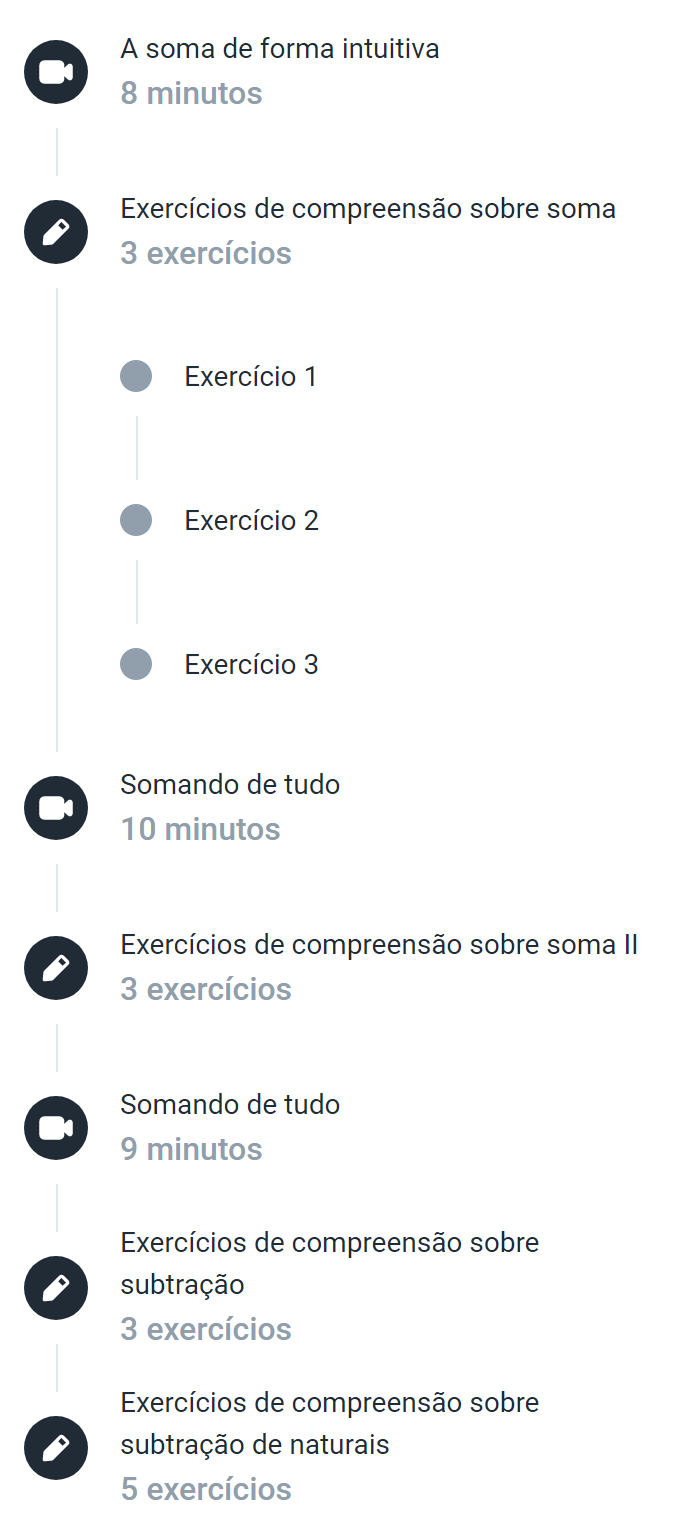 A soma de forma intuitiva
8 minutos
Exercícios de compreensão sobre soma
3 exercícios
Exercício 1
Exercício 2
Exercício 3
Somando de tudo
10 minutos
Exercícios de compreensão sobre soma II
3 exercícios
Somando de tudo
9 minutos
Exercícios de compreensão sobre
subtração
3 exercícios
Exercícios de compreensão sobre
subtração de naturais
5 exercícios